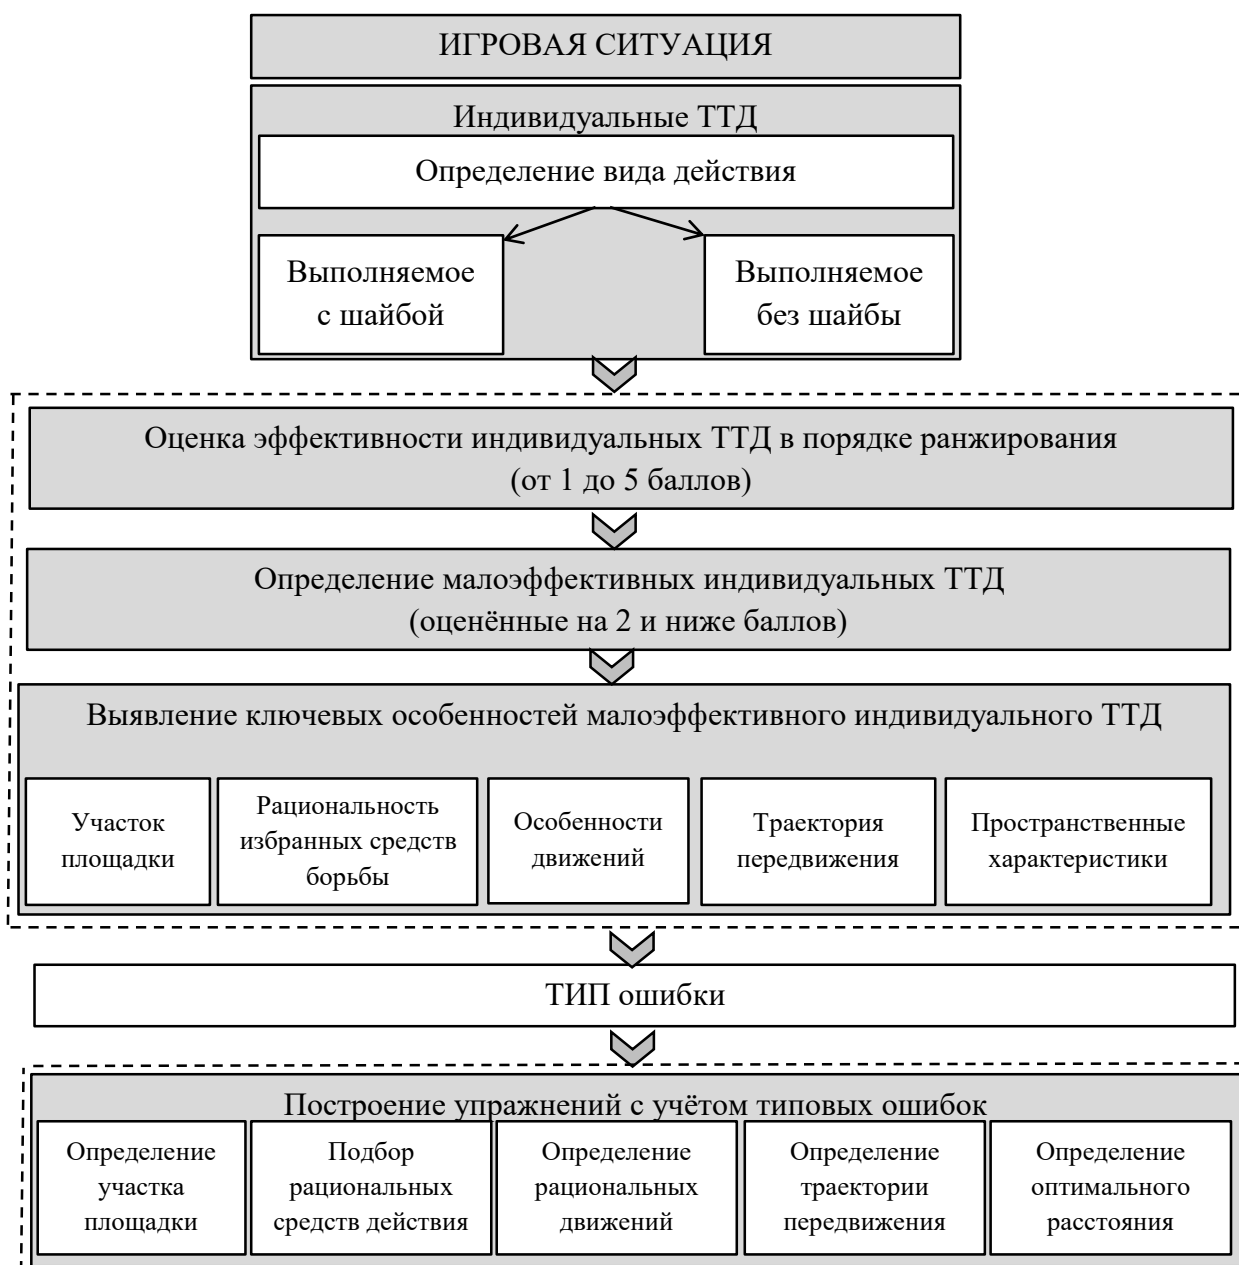 ИГРОВАЯ СИТУАЦИЯ
Индивидуальные ТТД
Определение вида действия
Выполняемое
с шайбой
Выполняемое
без шайбы
Оценка эффективности индивидуальных ТТД в порядке ранжирования
(от 1 до 5 баллов)
Определение малоэффективных индивидуальных ТТД
(оценённые на 2 и ниже баллов)
Выявление ключевых особенностей малоэффективного индивидуального ТТД
Участок
площадки
Рациональность
избранных средств
борьбы
Особенности
движений
Траектория
передвижения
Пространственные
характеристики
ТИП ошибки
Построение упражнений с учётом типовых ошибок
Определение
участка
площадки
Подбор
рациональных
средств действия
Определение
рациональных
движений
Определение
траектории
передвижения
Определение
оптимального
расстояния